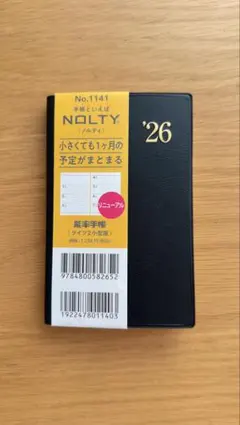 No.1141
手帳といえば
NOLTY
[ノルティ]
'26
小さくても1ヶ月の
予定がまとまる
リニューアル
能率手帳
9784800582652
1922478011403